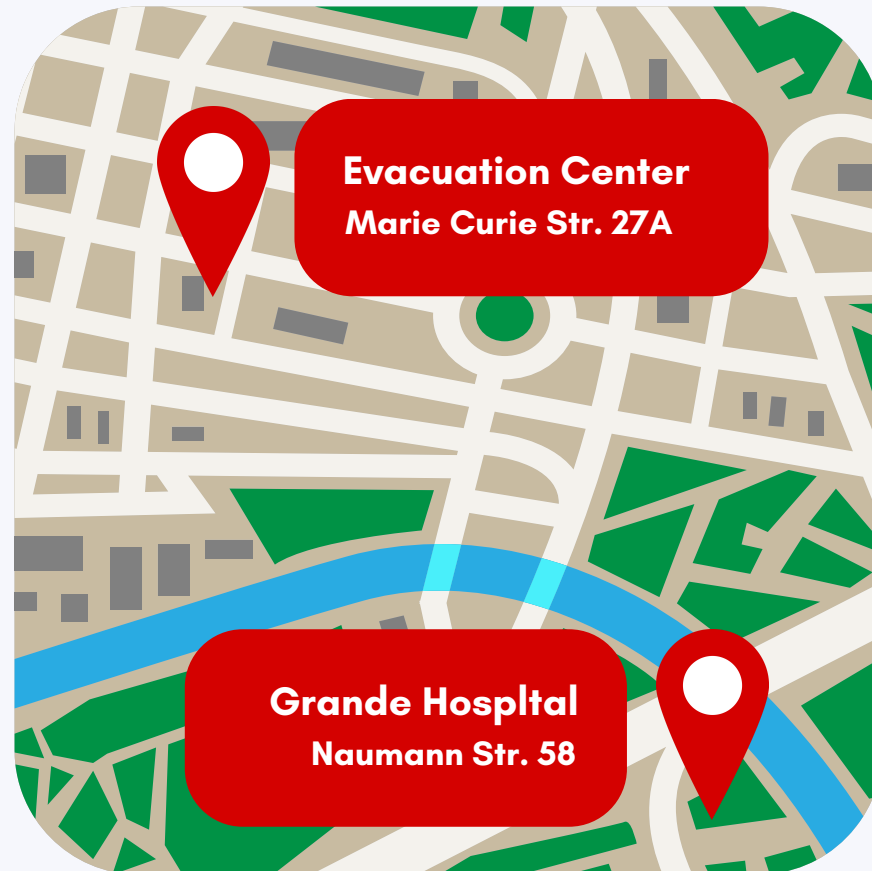 Evacuation Center
Marie Curie Str. 27A
Grande Hospltal
Naumann Str. 58